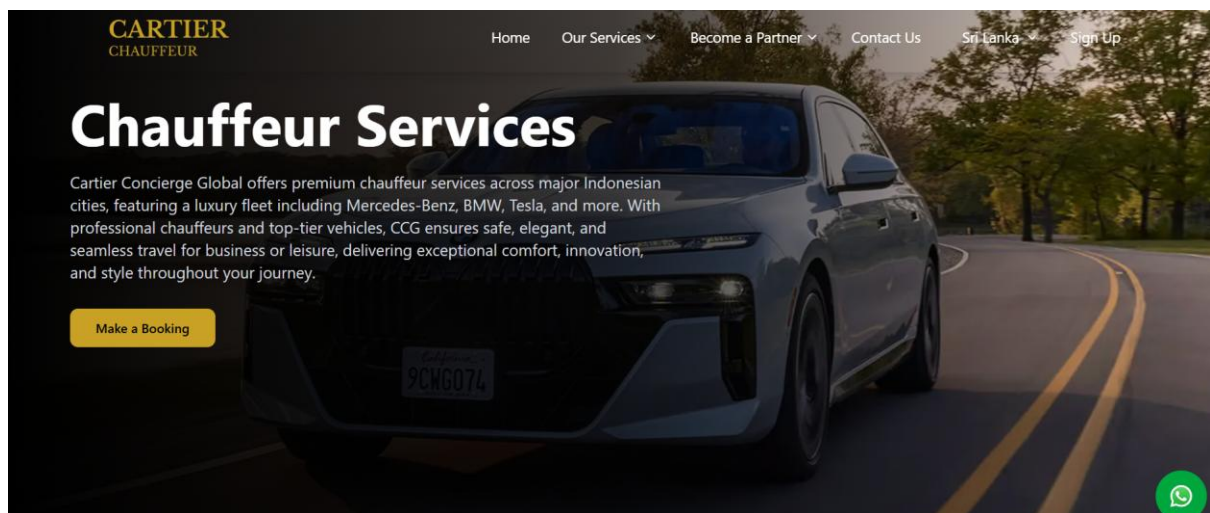 CARTIER
CHAUFFEUR
Home Our Services Become a Partner Contact Us Sri Lanka Sign Up
Chauffeur Services
Cartier Concierge Global offers premium chauffeur services across major Indonesian
cities, featuring a luxury fleet including Mercedes-Benz, BMW, Tesla, and more. With
professional chauffeurs and top-tier vehicles, CCG ensures safe, elegant, and
seamless travel for business or leisure, delivering exceptional comfort, innovation,
and style throughout your journey.
Make a Booking
California
9CWG074